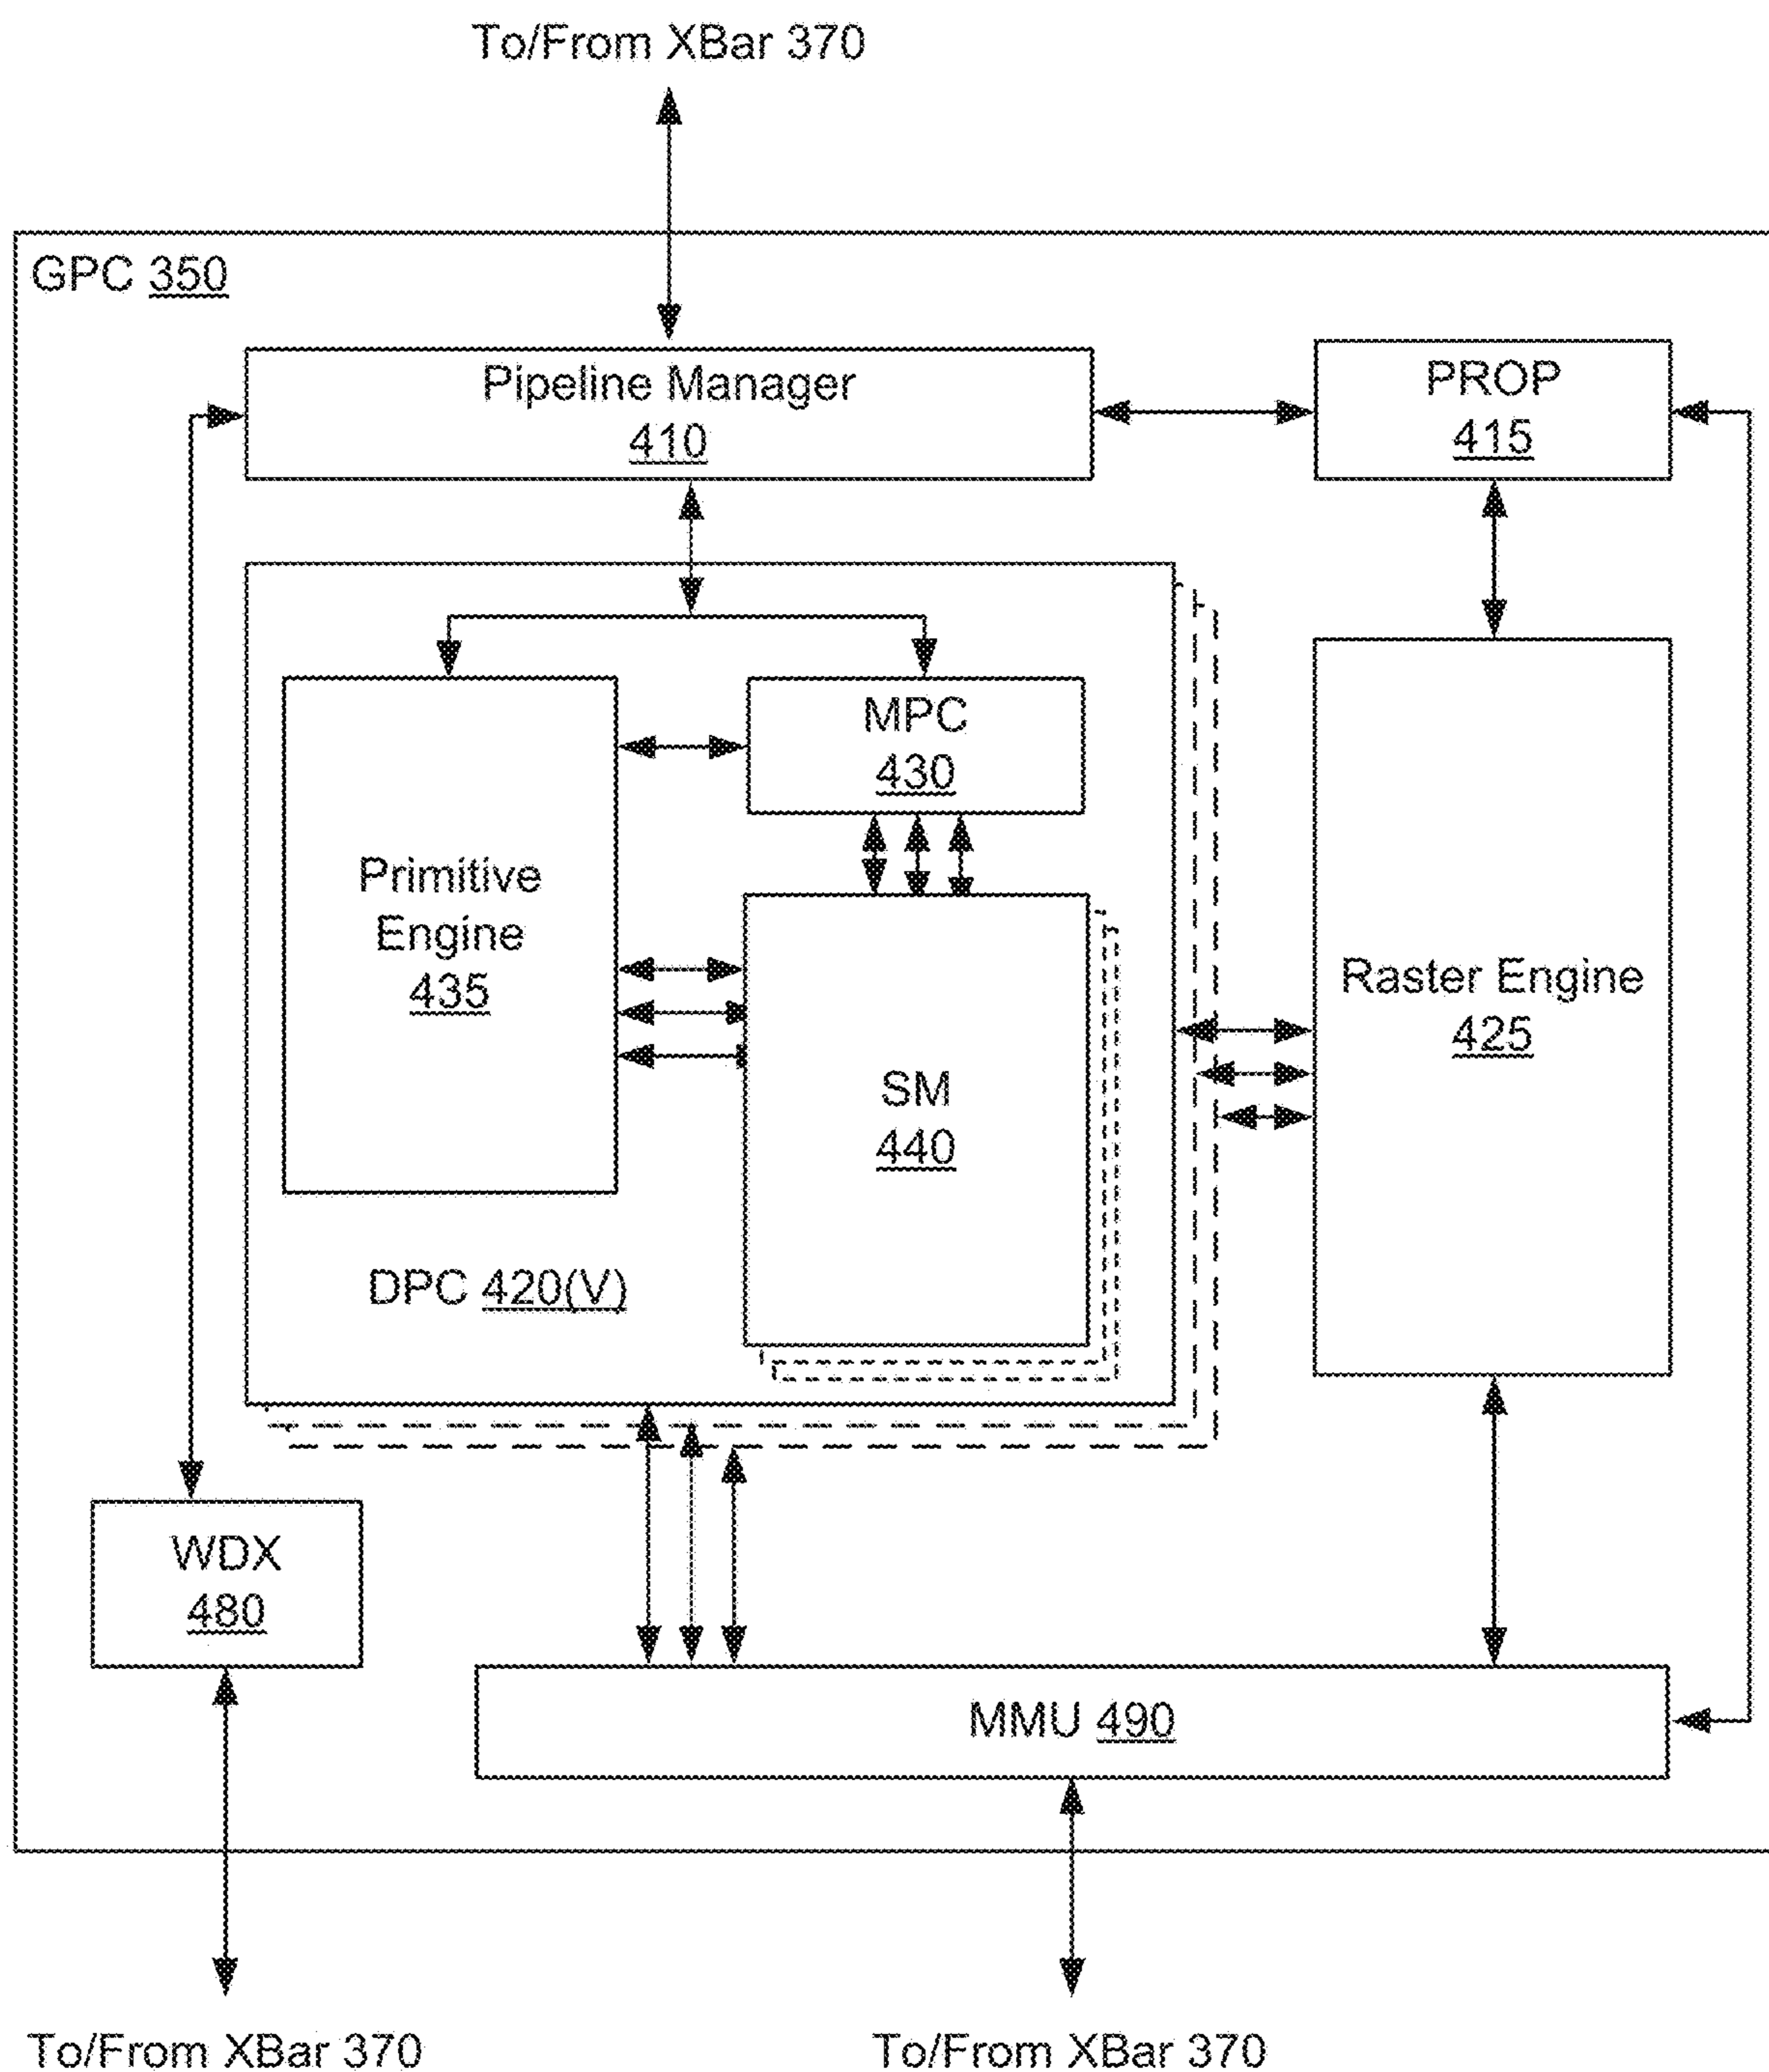 To/From XBar 370
GPC 350
Pipeline Manager
410
PROP
415
MPC
430
Primitive
Engine
435
Raster Engine
425
SM
440
DPC 420(V)
WDX
480
MMU 490
To/From XBar 370
To/From XBar 370